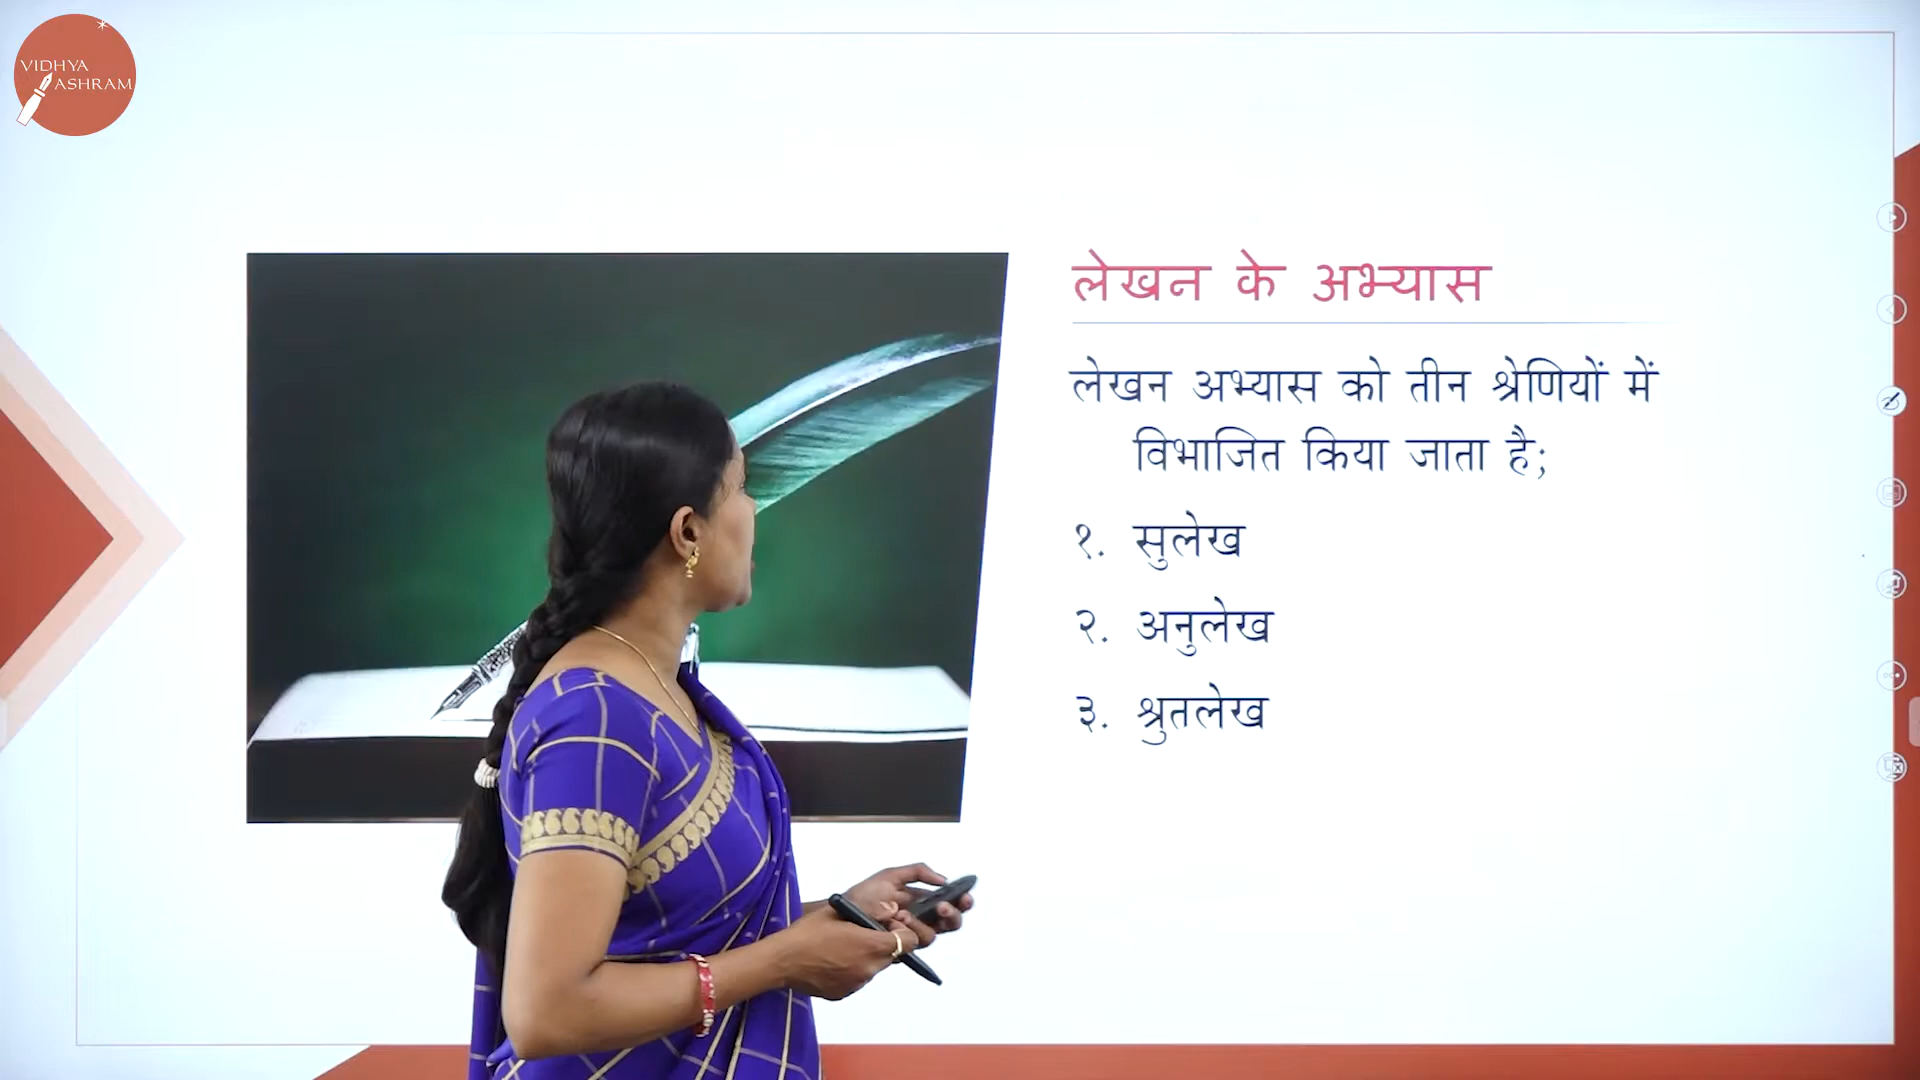 VIDHYA
ASHRAM
लेखन के अभ्यास
लेखन अभ्यास को तीन श्रेणियों में
विभाजित किया जाता है;
१. सुलेख
२. अनुलेख
३. श्रुतलेख